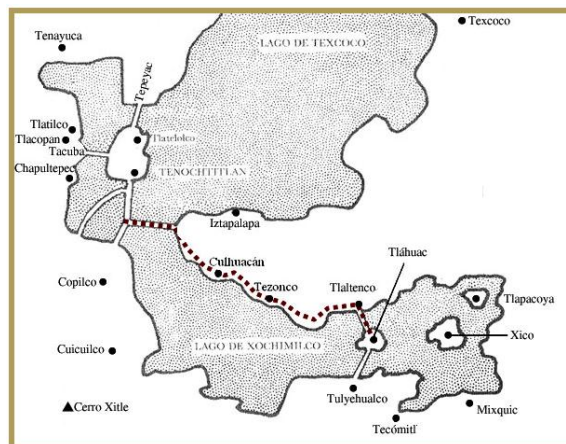 Texcoco
Tenayuca
LAGO DE TEXCOCO
Tepeyac
Tlatilco
Tlacopan
Tacuba
Tlatelolco
Chapultepec
TENOCHTITLAN
Iztapalapa
Culhuacán
Tláhuac
Copilco
Tezonco
Tlaltenco
Tlapacoya
Xico
Cuicuilco
LAGO DE XOCHIMILCO
Tulyehualco
Cerro Xitle
Mixquic
Tecómitl